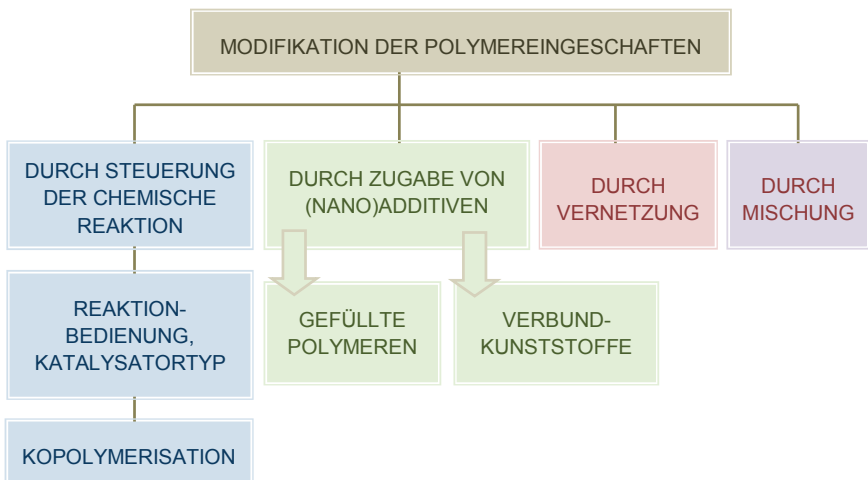 MODIFIKATION DER POLYMEREINGESCHAFTEN
DURCH STEUERUNG
DER CHEMISCHE
REAKTION
DURCH ZUGABE VON
(NANO)ADDITIVEN
DURCH
VERNETZUNG
DURCH
MISCHUNG
REAKTION-
BEDIENUNG,
KATALYSATORTYP
GEFÜLLTE
POLYMEREN
VERBUND-
KUNSTSTOFFE
KOPOLYMERISATION